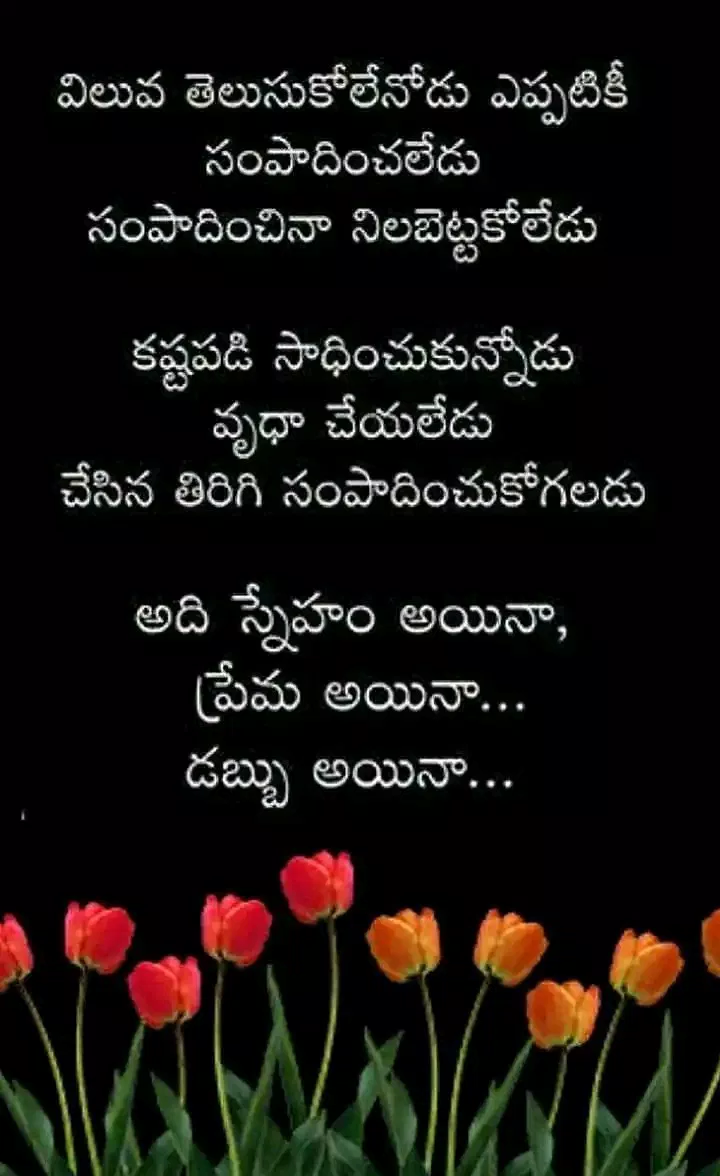 విలువ తెలుసుకోలేనోడు ఎప్పటికీ
సంపాదించలేడు
సంపాదించినా నిలబెట్టకోలేడు
కష్టపడి సాధించుకున్నోడు
వృధా చేయలేడు
చేసిన తిరిగి సంపాదించుకోగలడు
అది స్నేహం అయినా,
ప్రేమ అయినా...
డబ్బు అయినా...